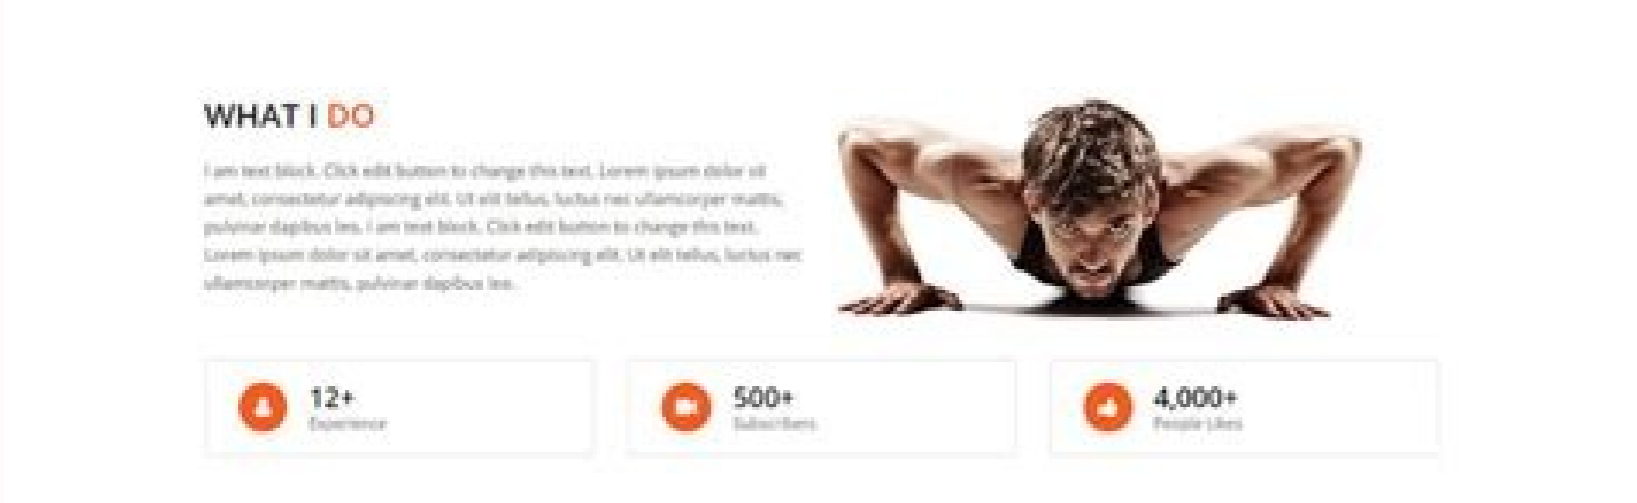 WHAT I DO
I am text block. Click edit button to change this text. Lorem ipsum dolor sit
amet, consectetur adipiscing elit. Ut elit tellus, luctus nec ullamcorper mattis,
pulvinar dapibus leo. I am text block. Click edit button to change this text.
Lorem ipsum dolor sit amet, consectetur adipiscing elit. Ut elit tellus, luctus nec
ullamcorper mattis, pulvinar dapibus leo.
12+
Experience
500+
Subscribers
4,000+
People Likes